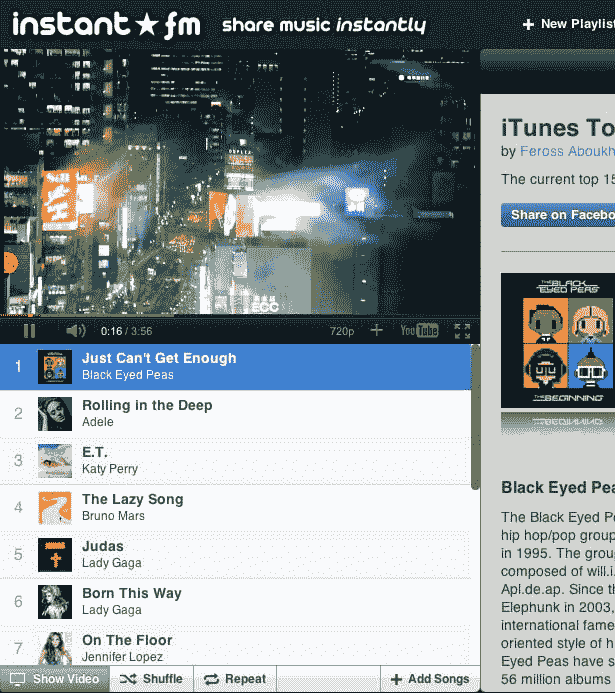 instant ★ fm share music instantly
+ New Playlist
ECC
0:16 / 3:56 720p + YouTube
1 Just Can't Get Enough
Black Eyed Peas
2 Rolling in the Deep
Adele
3 E.T.
Katy Perry
4 The Lazy Song
Bruno Mars
5 Judas
Lady Gaga
6 Born This Way
Lady Gaga
7 On The Floor
Jennifer Lopez
Show Video Shuffle Repeat + Add Songs
iTunes To
by Feross Aboukh
The current top 15
Share on Facebo
THE BLACK
EYED PEAS
THE BEGINNING
Black Eyed Pea
The Black Eyed Pe
hip hop/pop group
in 1995. The grou
composed of will.i.
Apl.de.ap. Since th
Elephunk in 2003,
international fame
oriented style of h
Eyed Peas have s
56 million albums